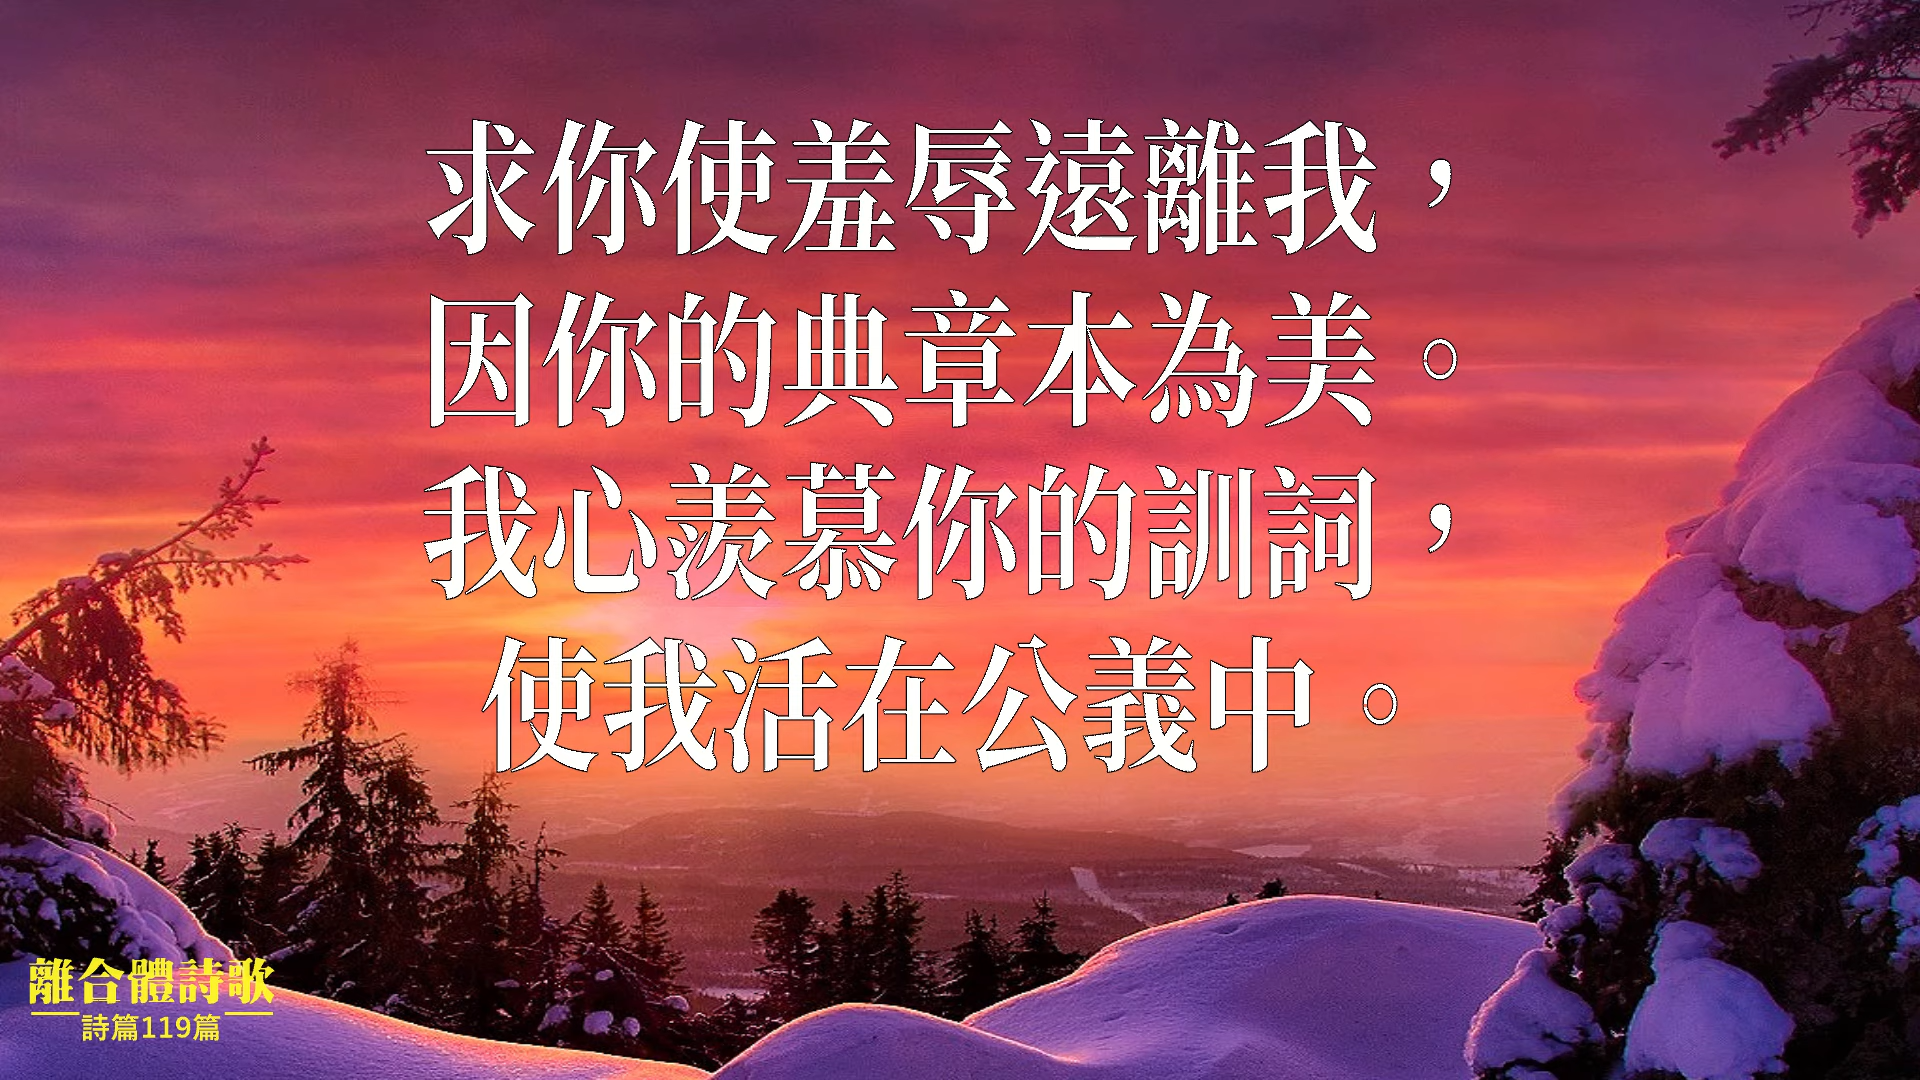 求你使羞辱遠離我，
因你的典章本為美。
我心羨慕你的訓詞，
使我活在公義中。
離合體詩歌
詩篇119篇